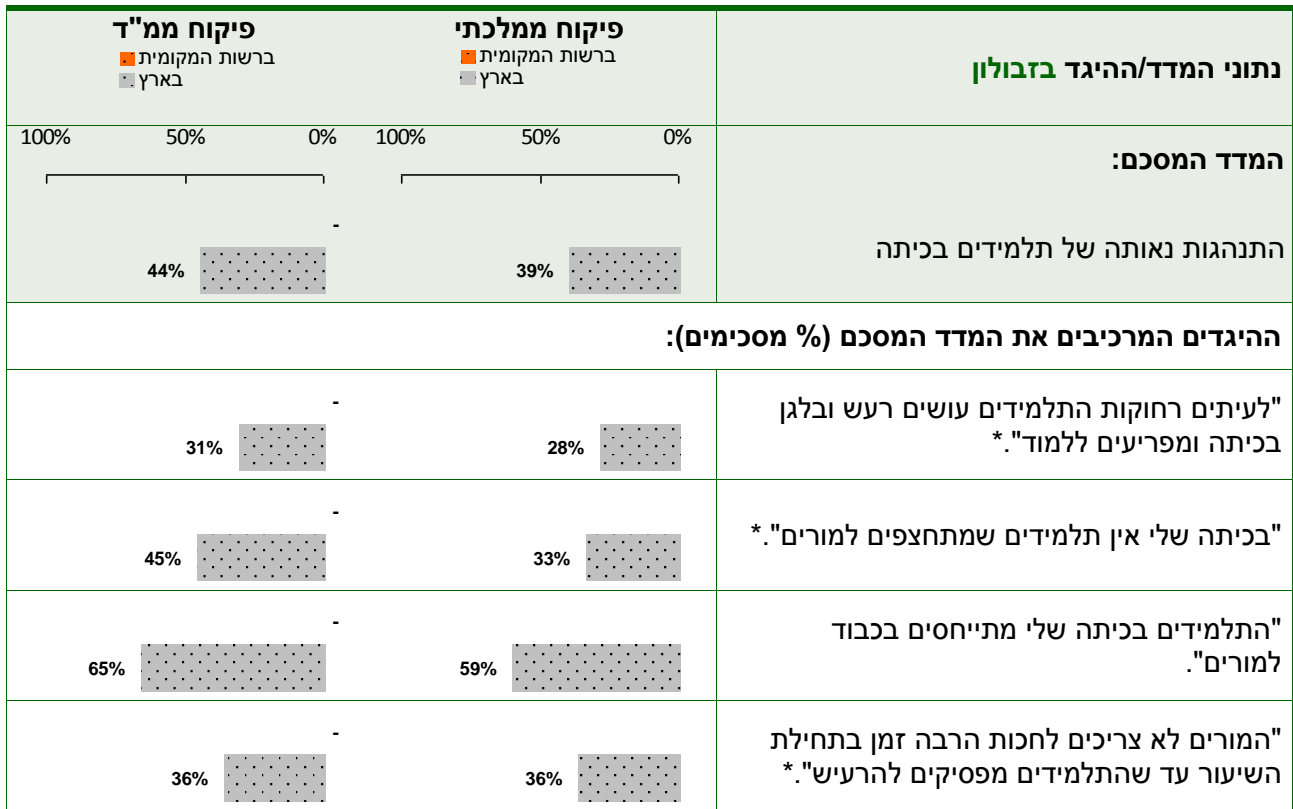 נתוני המדד/ההיגד בזבולון
פיקוח ממלכתי
ברשות המקומית
בארץ
פיקוח ממ"ד
ברשות המקומית
בארץ
המדד המסכם:
0% 50% 100%
0% 50% 100%
התנהגות נאותה של תלמידים בכיתה
39%
-
44%
ההיגדים המרכיבים את המדד המסכם (% מסכימים):
"לעיתים רחוקות התלמידים עושים רעש ובלגן
בכיתה ומפריעים ללמוד".*
28%
-
31%
"בכיתה שלי אין תלמידים שמתחצפים למורים".*
33%
-
45%
"התלמידים בכיתה שלי מתייחסים בכבוד
למורים".
59%
-
65%
"המורים לא צריכים לחכות הרבה זמן בתחילת
השיעור עד שהתלמידים מפסיקים להרעיש".*
36%
-
36%